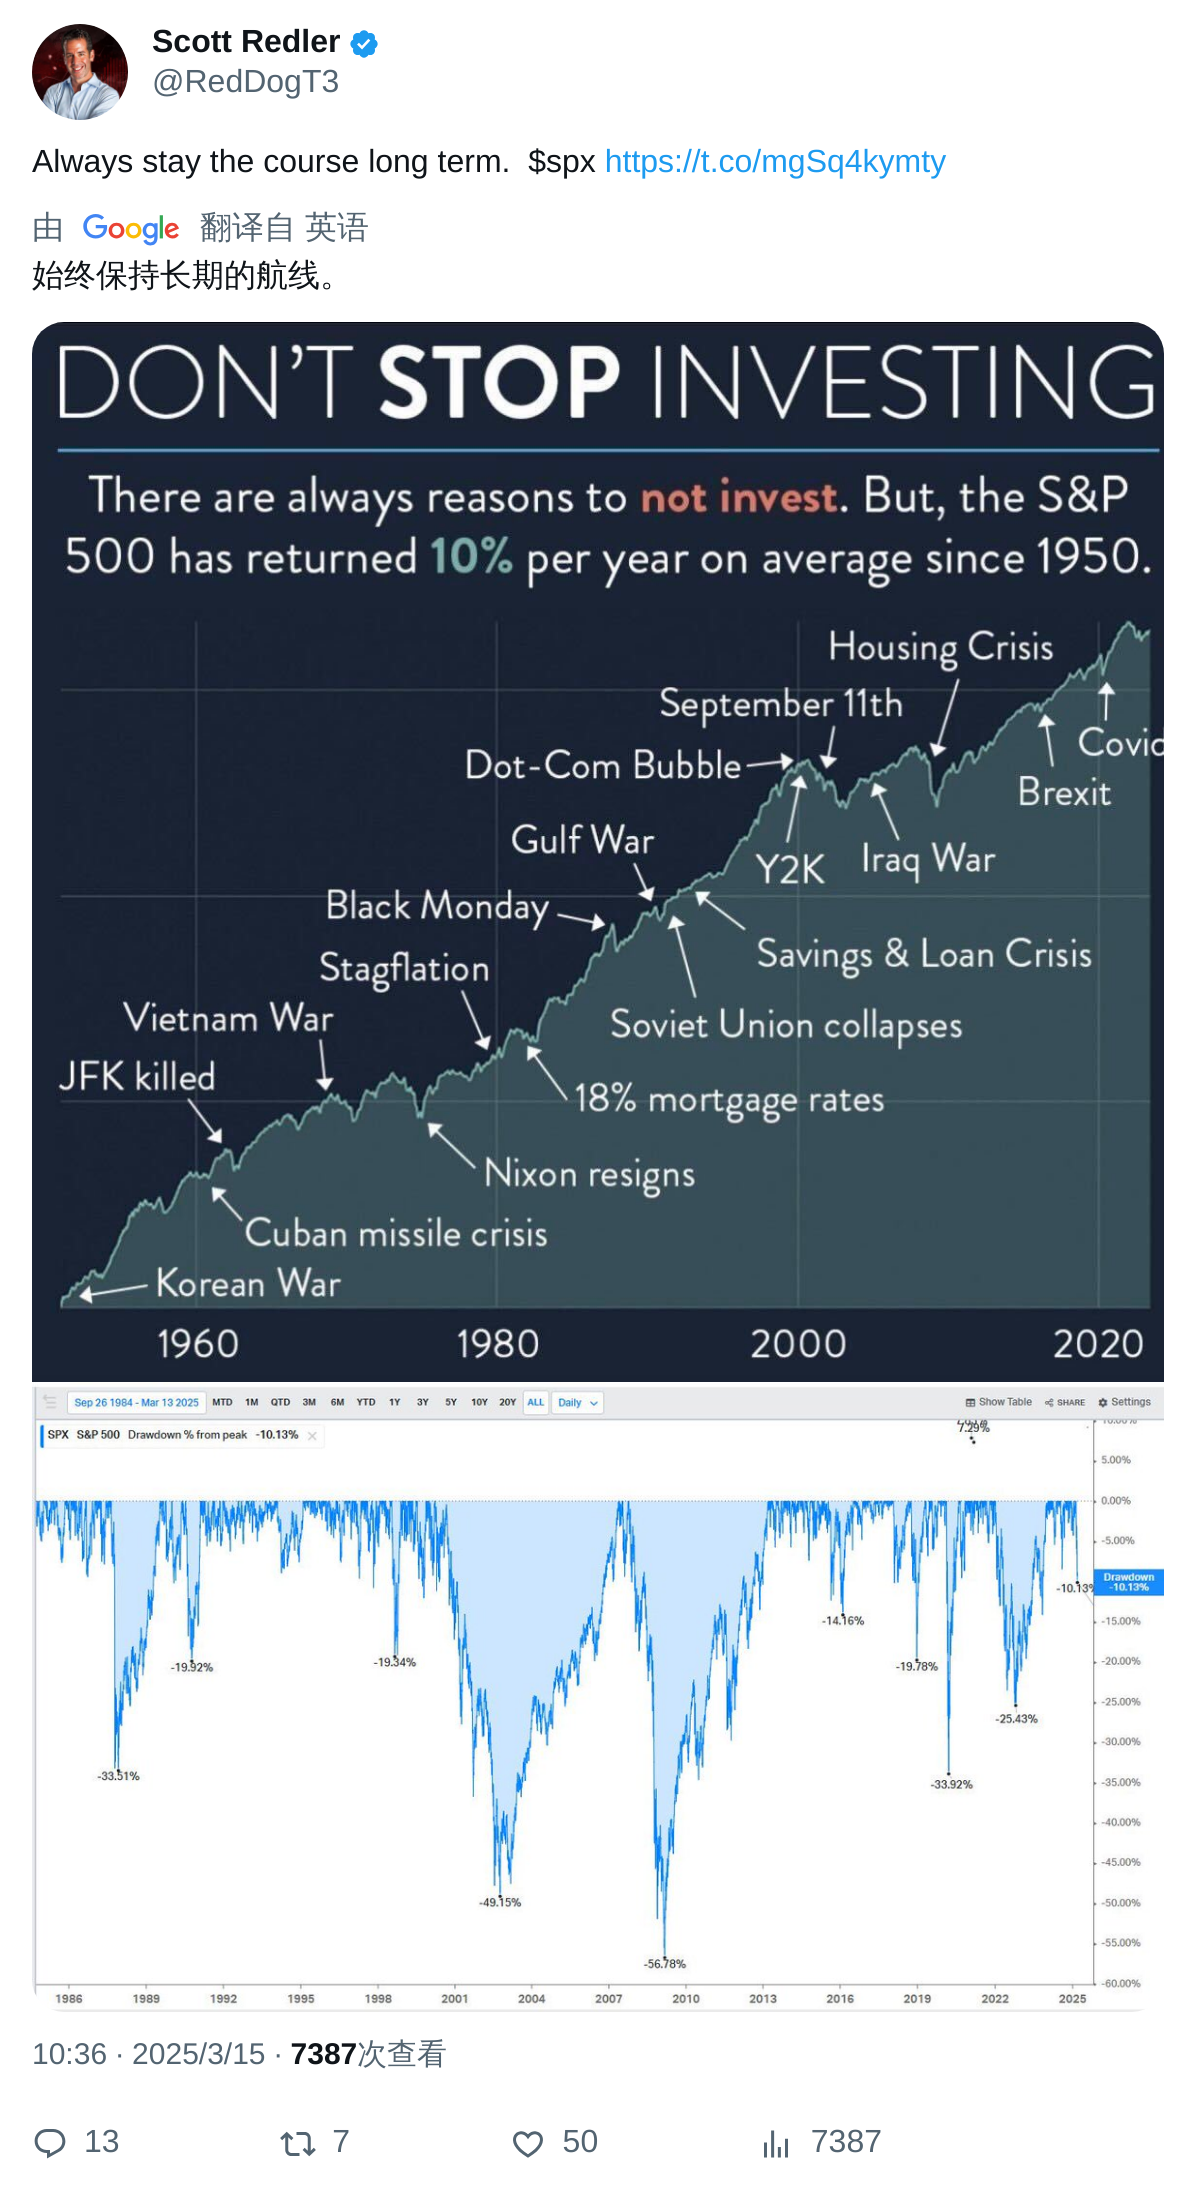 Scott Redler
@RedDogT3
Always stay the course long term.  $spx https://t.co/mgSq4kymty
由 Google 翻译自 英语
始终保持长期的航线。
DON'T STOP INVESTING
There are always reasons to not invest. But, the S&P
500 has returned 10% per year on average since 1950.
Housing Crisis
September 11th
Dot-Com Bubble
Covid
Brexit
Gulf War
Y2K
Iraq War
Black Monday
Savings & Loan Crisis
Stagflation
Soviet Union collapses
Vietnam War
JFK killed
18% mortgage rates
Nixon resigns
Cuban missile crisis
Korean War
1960 1980 2000 2020
Sep 26 1984 - Mar 13 2025 MTD 1M QTD 3M 6M YTD 1Y 3Y 5Y 10Y 20Y ALL Daily Show Table SHARE Settings
SPX S&P 500 Drawdown % from peak -10.13%
7.29%
5.00%
0.00%
-5.00%
Drawdown
-10.13%
-10.13%
-14.16%
-15.00%
-19.92%
-19.34%
-19.78%
-20.00%
-25.00%
-25.43%
-30.00%
-33.51%
-33.92%
-35.00%
-40.00%
-45.00%
-49.15%
-50.00%
-55.00%
-56.78%
-60.00%
1986 1989 1992 1995 1998 2001 2004 2007 2010 2013 2016 2019 2022 2025
10:36 · 2025/3/15 · 7387次查看
13 7 50 7387